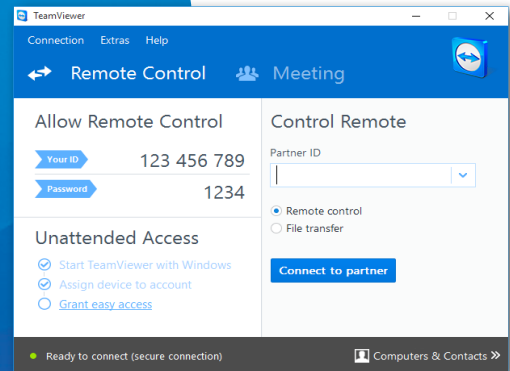 TeamViewer
Connection Extras Help
Remote Control Meeting
Allow Remote Control
Your ID 123 456 789
Password 1234
Unattended Access
Start TeamViewer with Windows
Assign device to account
Grant easy access
Control Remote
Partner ID
Remote control
File transfer
Connect to partner
Ready to connect (secure connection)
Computers & Contacts